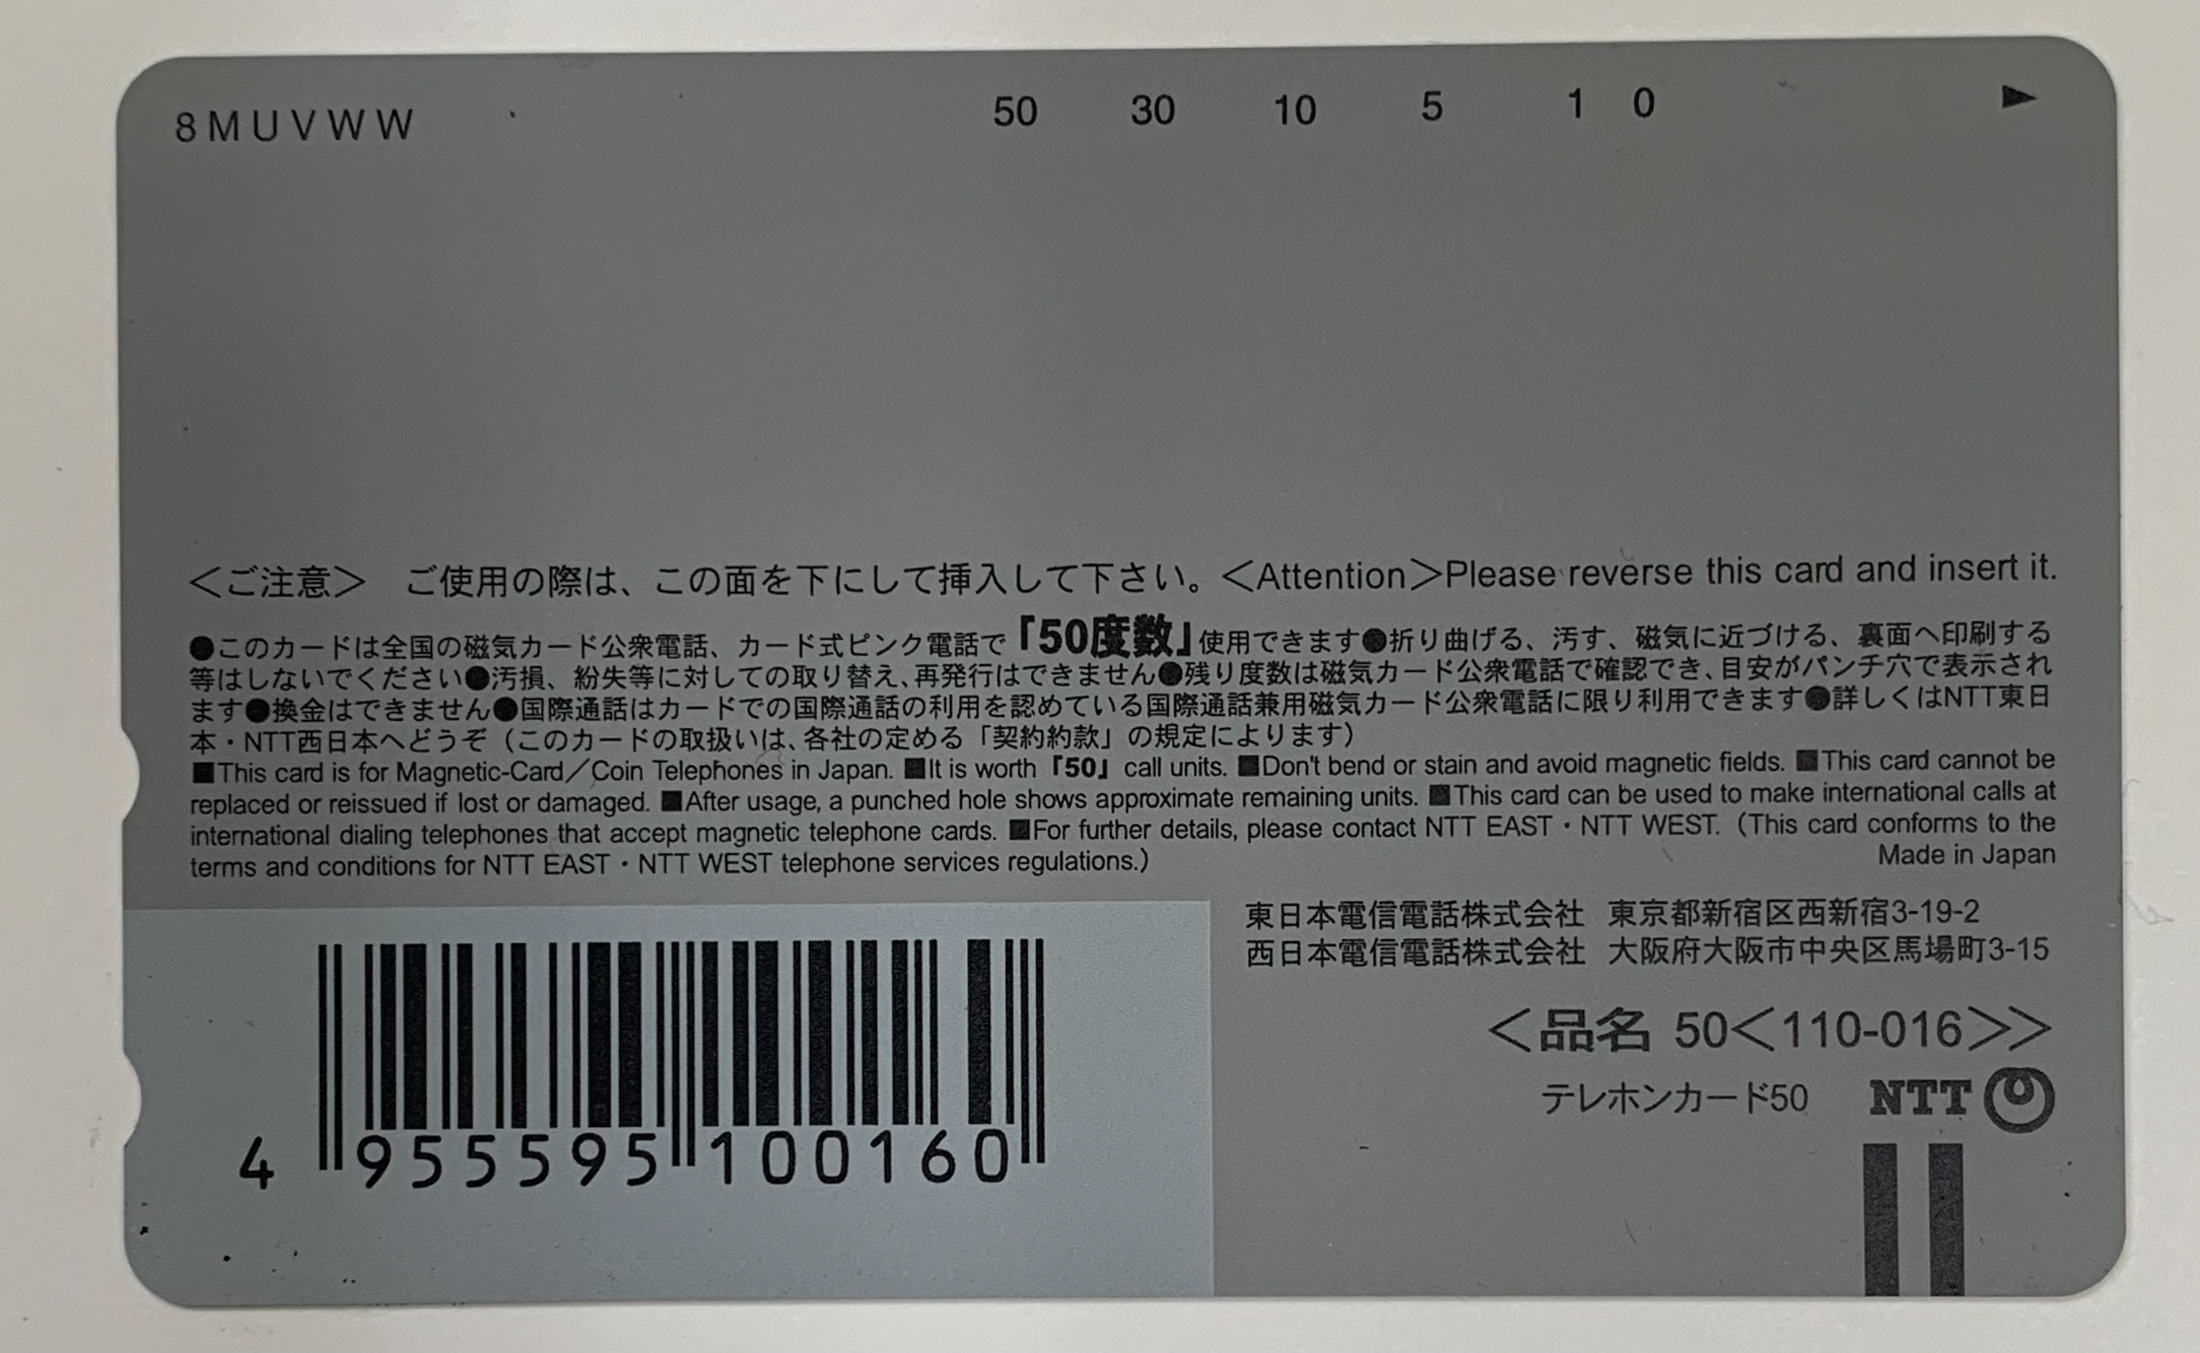 8MUVWW 50 30 10 5 1 0 ▶
＜ご注意＞ ご使用の際は、この面を下にして挿入して下さい。＜Attention＞Please reverse this card and insert it.
●このカードは全国の磁気カード公衆電話、カード式ピンク電話で「50度数」使用できます●折り曲げる、汚す、磁気に近づける、裏面へ印刷する
等はしないでください●汚損、紛失等に対しての取り替え、再発行はできません●残り度数は磁気カード公衆電話で確認でき、目安がパンチ穴で表示され
ます●換金はできません●国際通話はカードでの国際通話の利用を認めている国際通話兼用磁気カード公衆電話に限り利用できます●詳しくはNTT東日
本・NTT西日本へどうぞ（このカードの取扱いは、各社の定める「契約約款」の規定によります）
■This card is for Magnetic-Card／Coin Telephones in Japan. ■It is worth「50」call units. ■Don't bend or stain and avoid magnetic fields. ■This card cannot be
replaced or reissued if lost or damaged. ■After usage, a punched hole shows approximate remaining units. ■This card can be used to make international calls at
international dialing telephones that accept magnetic telephone cards. ■For further details, please contact NTT EAST・NTT WEST.（This card conforms to the
terms and conditions for NTT EAST・NTT WEST telephone services regulations.）
Made in Japan
東日本電信電話株式会社 東京都新宿区西新宿3-19-2
西日本電信電話株式会社 大阪府大阪市中央区馬場町3-15
＜品名 50＜110-016＞＞
テレホンカード50 NTT
4 955595 100160